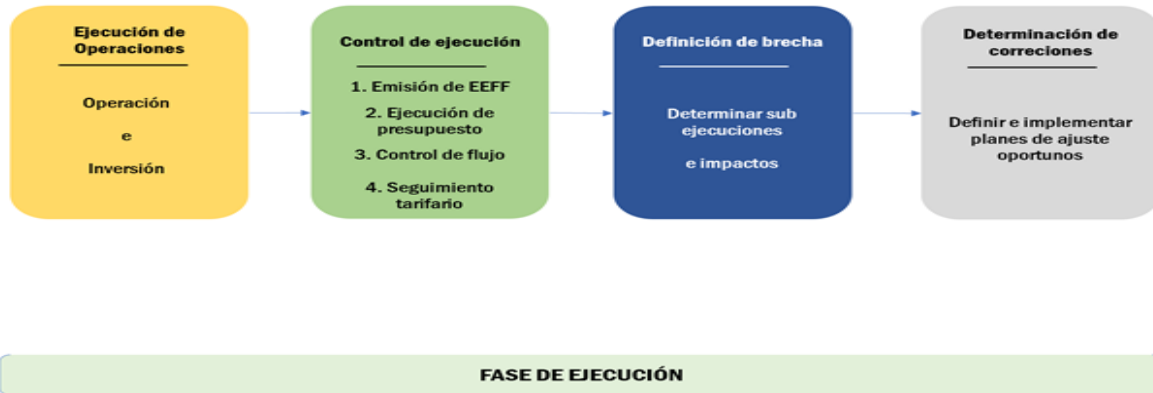 Ejecución de
Operaciones
Operación
e
Inversión
Control de ejecución
1. Emisión de EEFF
2. Ejecución de
presupuesto
3. Control de flujo
4. Seguimiento
tarifario
Definición de brecha
Determinar sub
ejecuciones
e impactos
Determinación de
correciones
Definir e implementar
planes de ajuste
oportunos
FASE DE EJECUCIÓN